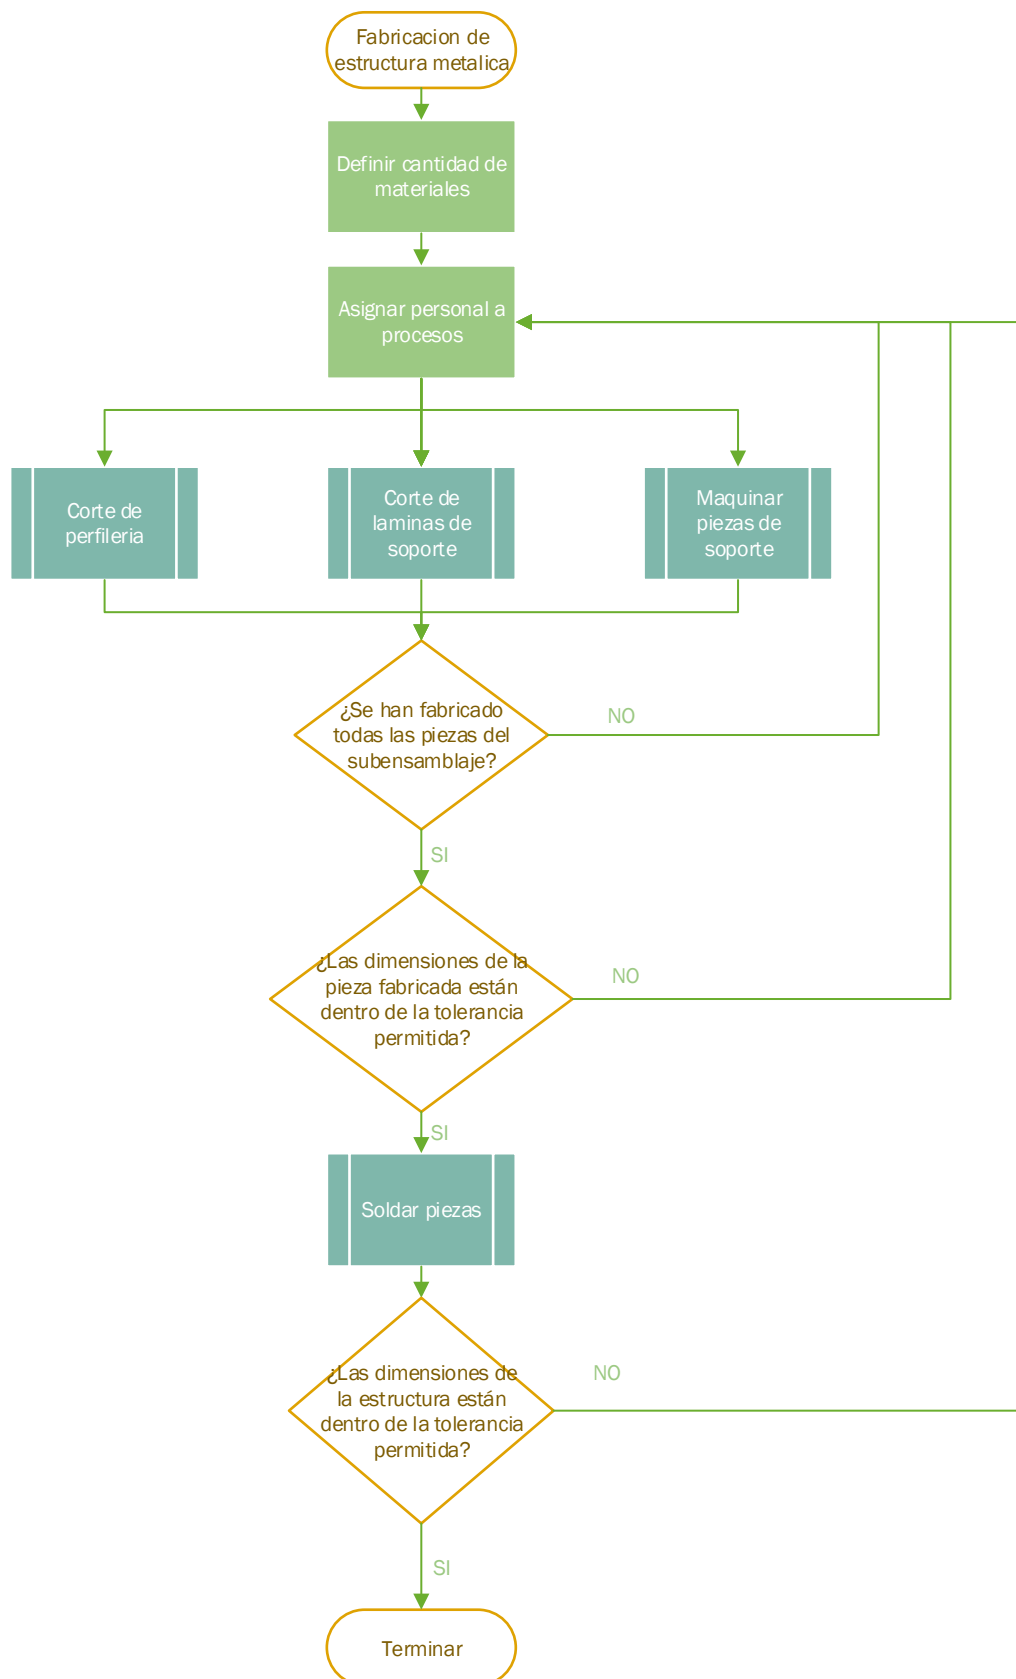 Fabricacion de
estructura metalica
Definir cantidad de
materiales
Asignar personal a
procesos
Corte de
perfileria
Corte de
laminas de
soporte
Maquinar
piezas de
soporte
¿Se han fabricado
todas las piezas del
subensamblaje?
NO
SI
¿Las dimensiones de la
pieza fabricada están
dentro de la tolerancia
permitida?
NO
SI
Soldar piezas
¿Las dimensiones de
la estructura están
dentro de la tolerancia
permitida?
NO
SI
Terminar